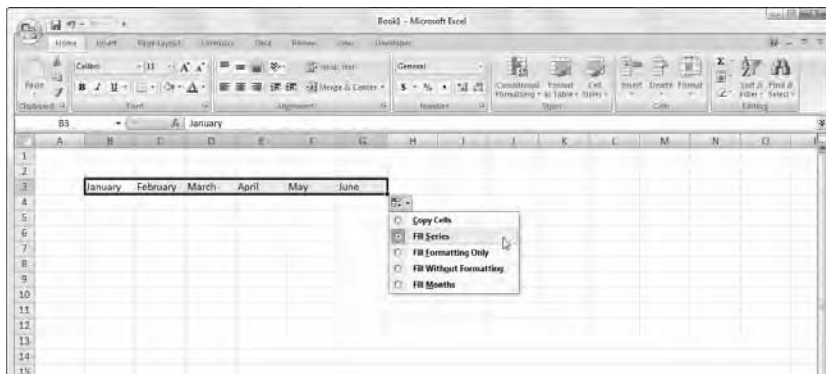 Book1 - Microsoft Excel
Home Insert Page Layout Formulas Data Review View Developer
Calibri 11 A A Wrap Text General
Paste B I U A Merge & Center $ % , Conditional Formatting Format as Table Cell Styles Insert Delete Format Sort & Filter Find & Select
Clipboard Font Alignment Number Styles Cells Editing
B3 January
A B C D E F G H I J K L M N O
1
2
3 January February March April May June
4
5 Copy Cells
6 Fill Series
7 Fill Formatting Only
8 Fill Without Formatting
9 Fill Months
10
11
12
13
14
15